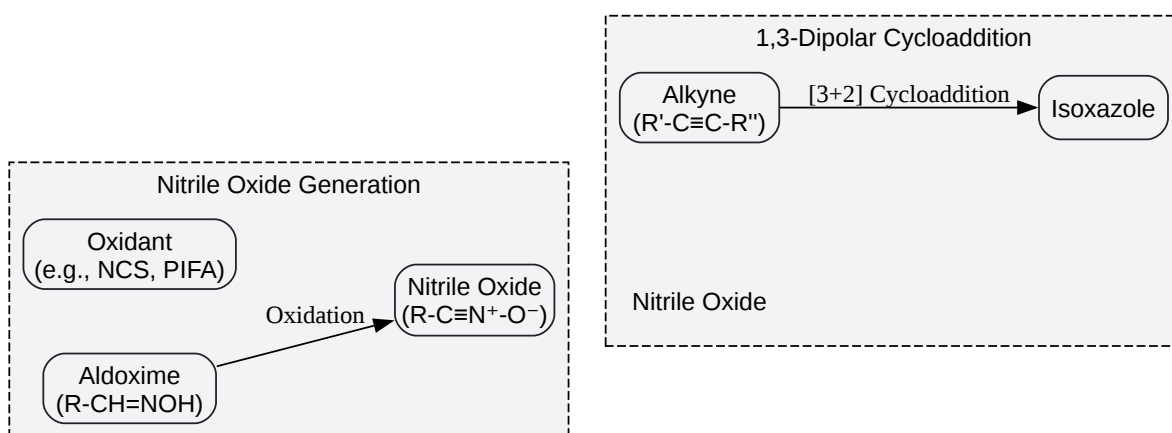 Nitrile Oxide Generation
Oxidant
(e.g., NCS, PIFA)
Oxidation
Nitrile Oxide
(R-C≡N⁺-O⁻)
Aldoxime
(R-CH=NOH)
1,3-Dipolar Cycloaddition
Alkyne
(R'-C≡C-R'')
[3+2] Cycloaddition
Isoxazole
Nitrile Oxide